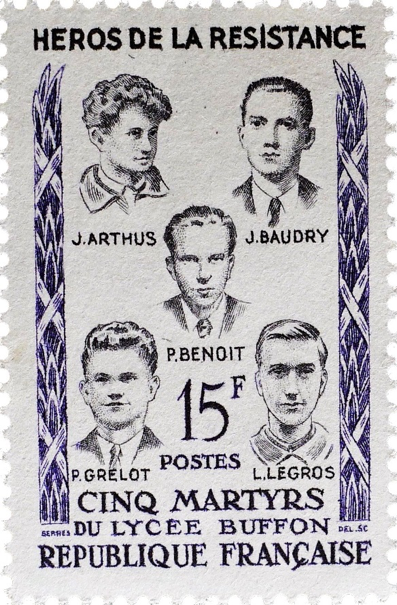 HEROS DE LA RESISTANCE
J.ARTHUS
J.BAUDRY
P.BENOIT
15F
P.GRELOT
POSTES
L.LEGROS
CINQ MARTYRS
SERRES DU LYCÉE BUFFON DEL.SC
REPUBLIQUE FRANÇAISE